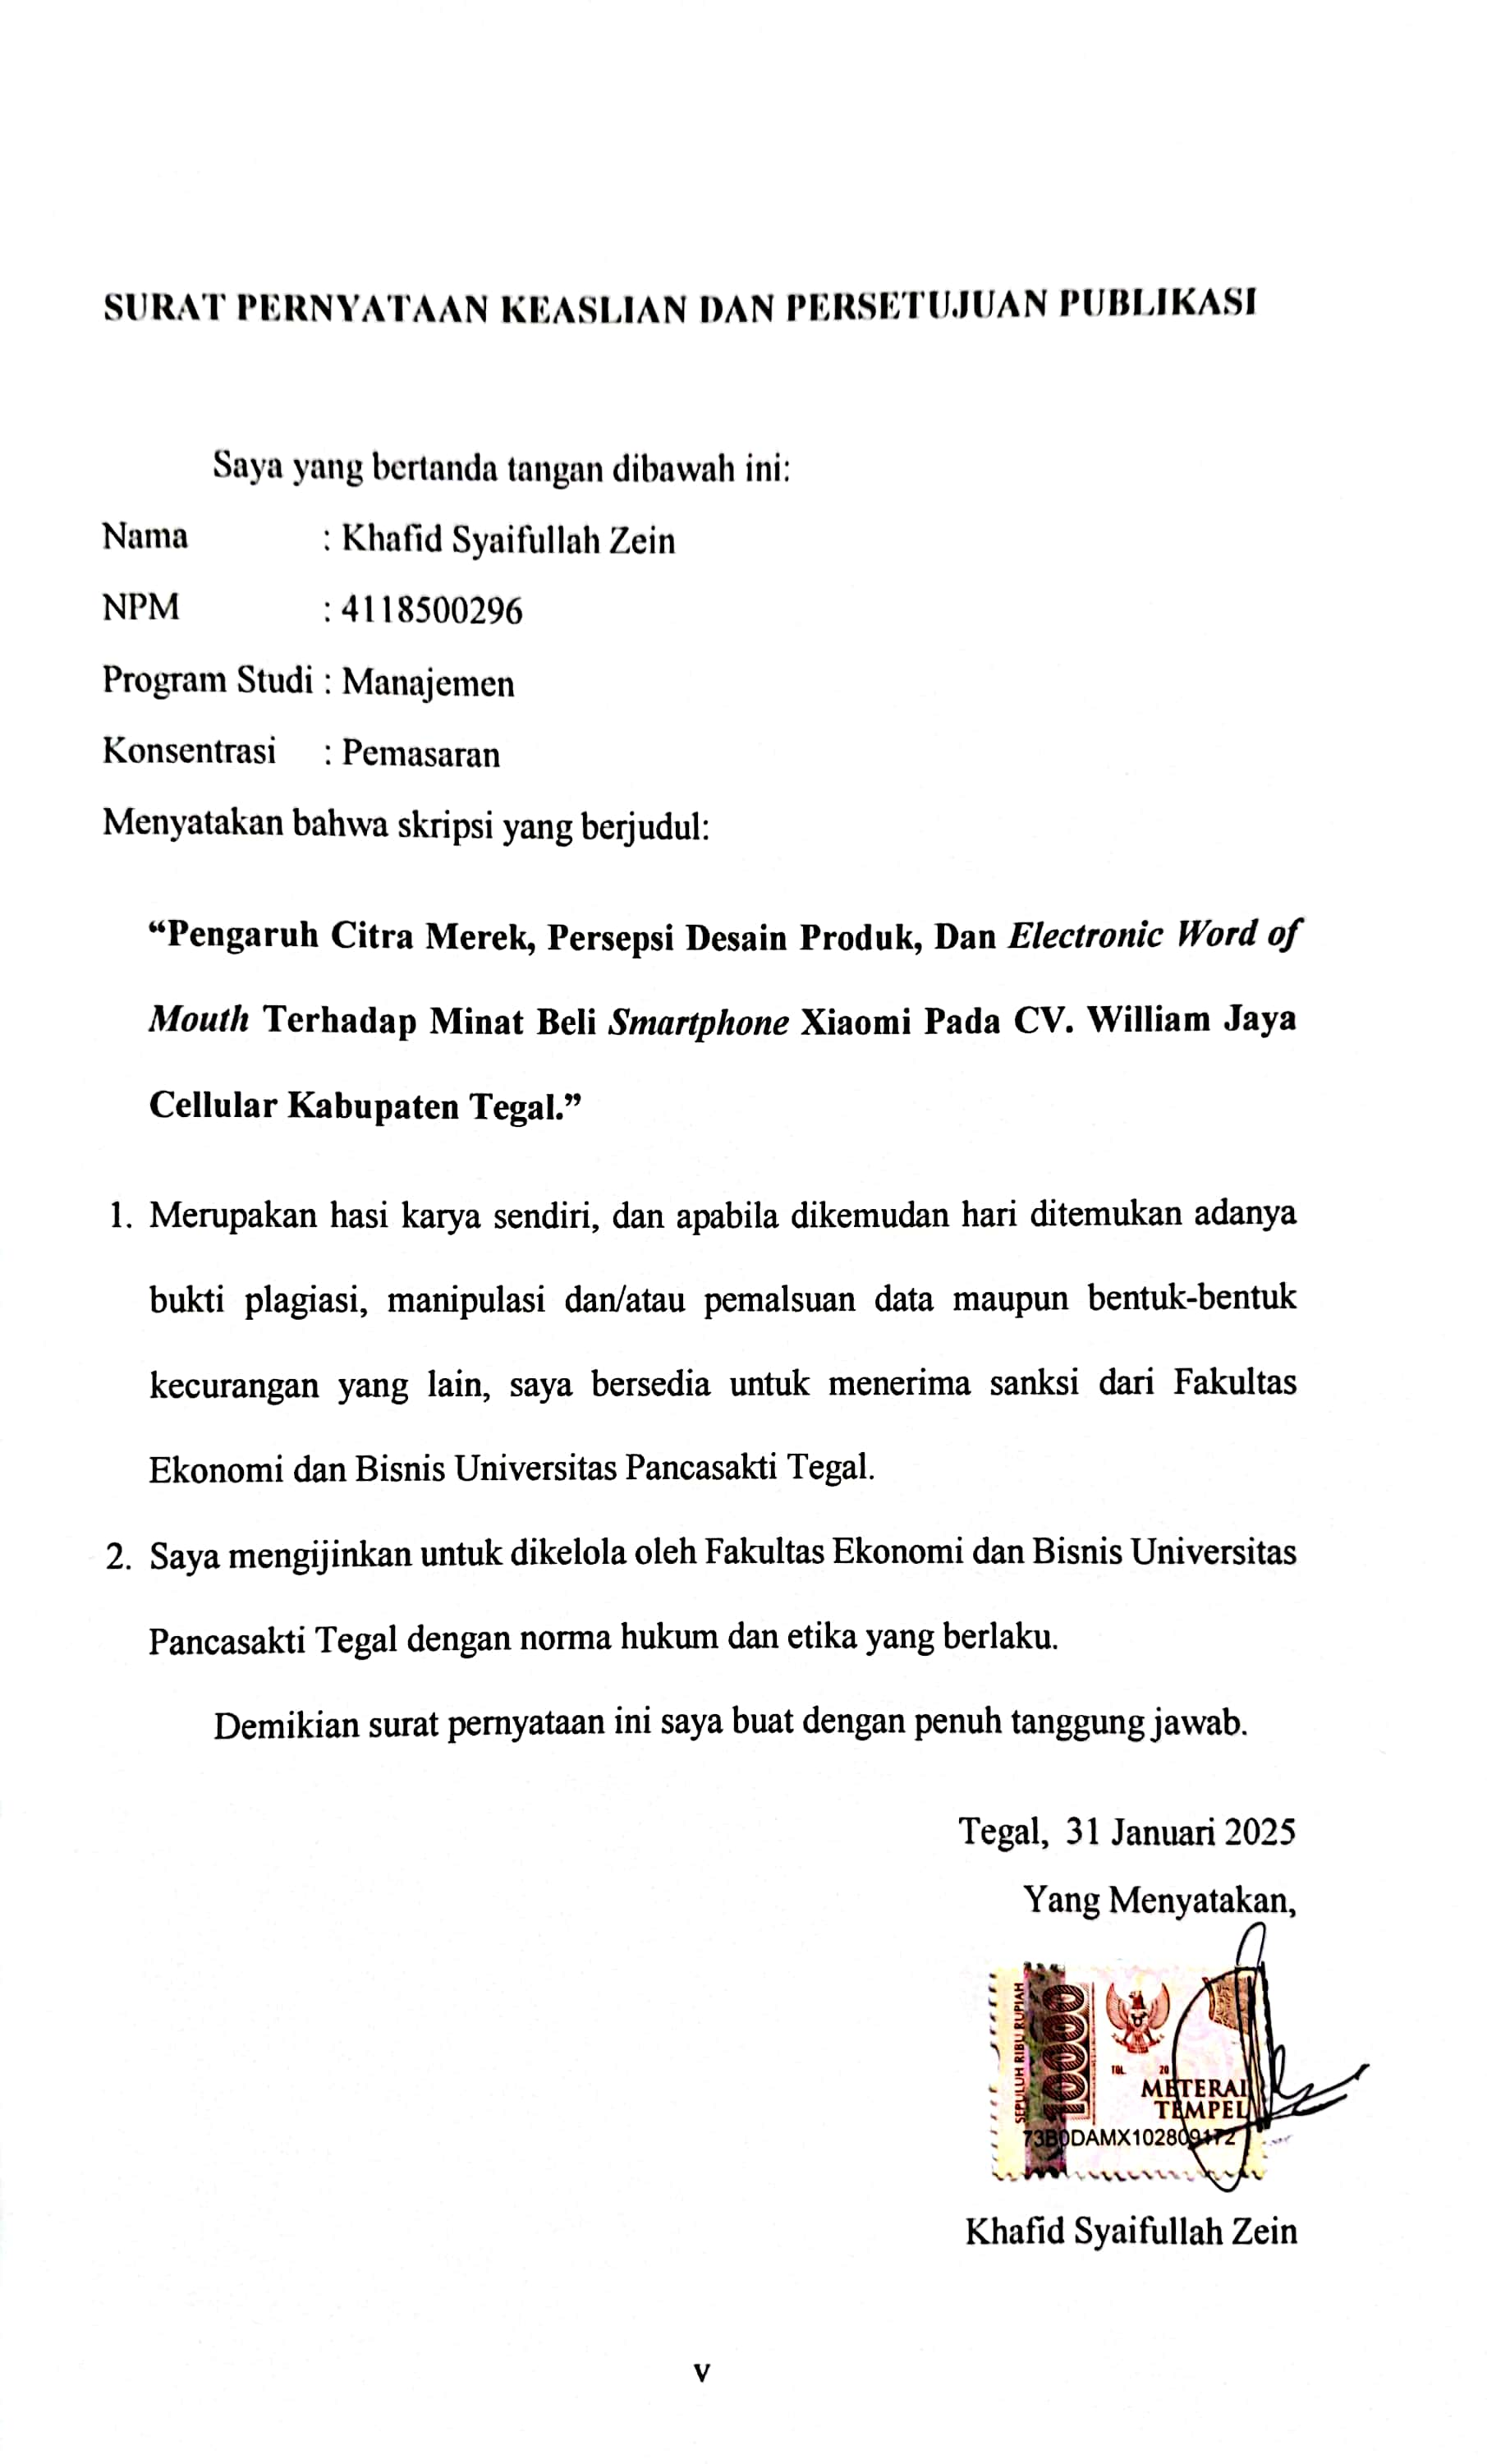 SURAT PERNYATAAN KEASLIAN DAN PERSETUJUAN PUBLIKASI
Saya yang bertanda tangan dibawah ini:
Nama : Khafid Syaifullah Zein
NPM : 4118500296
Program Studi : Manajemen
Konsentrasi : Pemasaran
Menyatakan bahwa skripsi yang berjudul:
“Pengaruh Citra Merek, Persepsi Desain Produk, Dan Electronic Word of
Mouth Terhadap Minat Beli Smartphone Xiaomi Pada CV. William Jaya
Cellular Kabupaten Tegal.”
1. Merupakan hasi karya sendiri, dan apabila dikemudan hari ditemukan adanya
bukti plagiasi, manipulasi dan/atau pemalsuan data maupun bentuk-bentuk
kecurangan yang lain, saya bersedia untuk menerima sanksi dari Fakultas
Ekonomi dan Bisnis Universitas Pancasakti Tegal.
2. Saya mengijinkan untuk dikelola oleh Fakultas Ekonomi dan Bisnis Universitas
Pancasakti Tegal dengan norma hukum dan etika yang berlaku.
Demikian surat pernyataan ini saya buat dengan penuh tanggung jawab.
Tegal, 31 Januari 2025
Yang Menyatakan,
SEPULUH RIBU RUPIAH
10000
TGL 20
METERAI
TEMPEL
73B0DAMX102809172
Khafid Syaifullah Zein
v